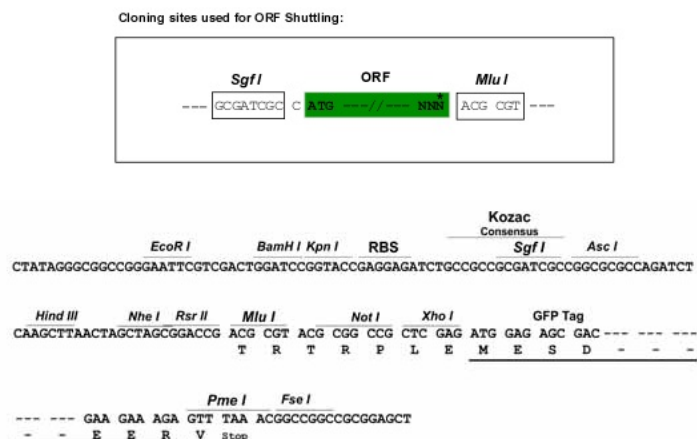 Cloning sites used for ORF Shuttling:
Sgf I ORF Mlu I
--- GCGATCGC C ATG ---//--- NNN* ACG CGT ---
Kozac
Consensus
EcoR I BamH I Kpn I RBS Sgf I Asc I
CTATAGGGCGGCCGGGAATTCGTCGACTGGATCCGGTACCGAGGAGATCTGCCGCCGCGATCGCCGGCGCGCCAGATCT
Hind III Nhe I Rsr II Mlu I Not I Xho I GFP Tag
CAAGCTTAACTAGCTAGCGGACCG ACG CGT ACG CGG CCG CTC GAG ATG GAG AGC GAC--- ------
T R T R P L E M E S D - - -
Pme I Fse I
--- --- GAA GAA AGA GTT TAA ACGGCCGGCCGCGGAGCT
- - E E R V Stop